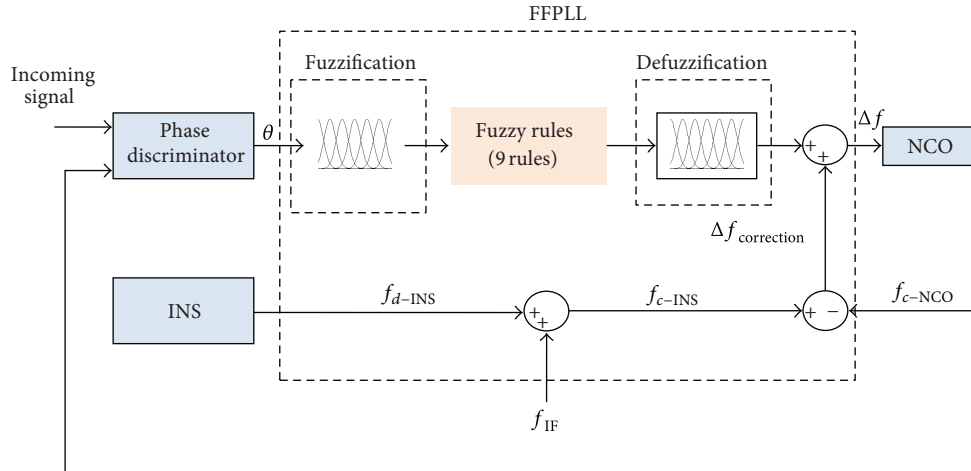 FFPLL
Fuzzification
Defuzzification
Incoming
signal
Phase
discriminator
θ
Fuzzy rules
(9 rules)
+
+
Δf
NCO
Δf correction
INS
f d–INS
+
+
f c–INS
+ −
f c–NCO
f IF